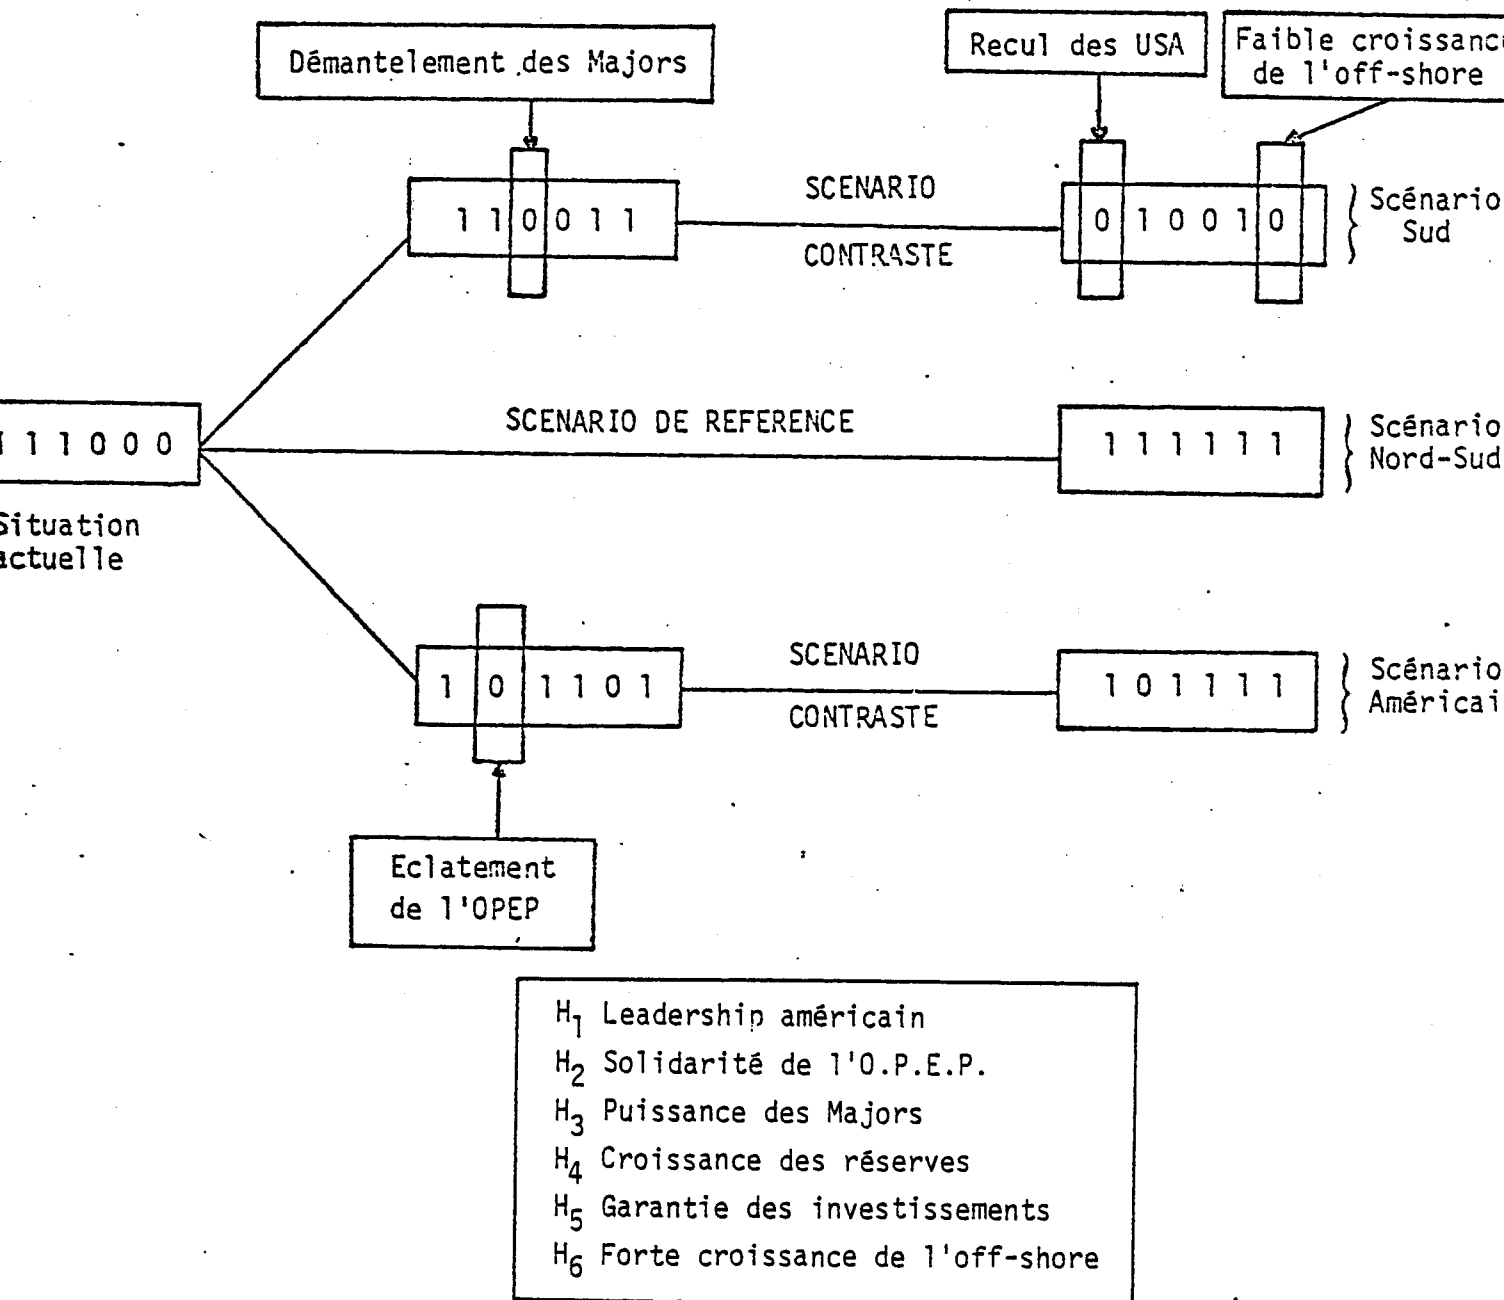 Démantelement des Majors
Recul des USA
Faible croissance
de l'off-shore
1 1 0 0 1 1
SCENARIO
CONTRASTE
0 1 0 0 1 0
Scénario
Sud
1 1 1 0 0 0
Situation
actuelle
SCENARIO DE REFERENCE
1 1 1 1 1 1
Scénario
Nord-Sud
1 0 1 1 0 1
SCENARIO
CONTRASTE
1 0 1 1 1 1
Scénario
Américai
Eclatement
de l'OPEP
H1 Leadership américain
H2 Solidarité de l'O.P.E.P.
H3 Puissance des Majors
H4 Croissance des réserves
H5 Garantie des investissements
H6 Forte croissance de l'off-shore